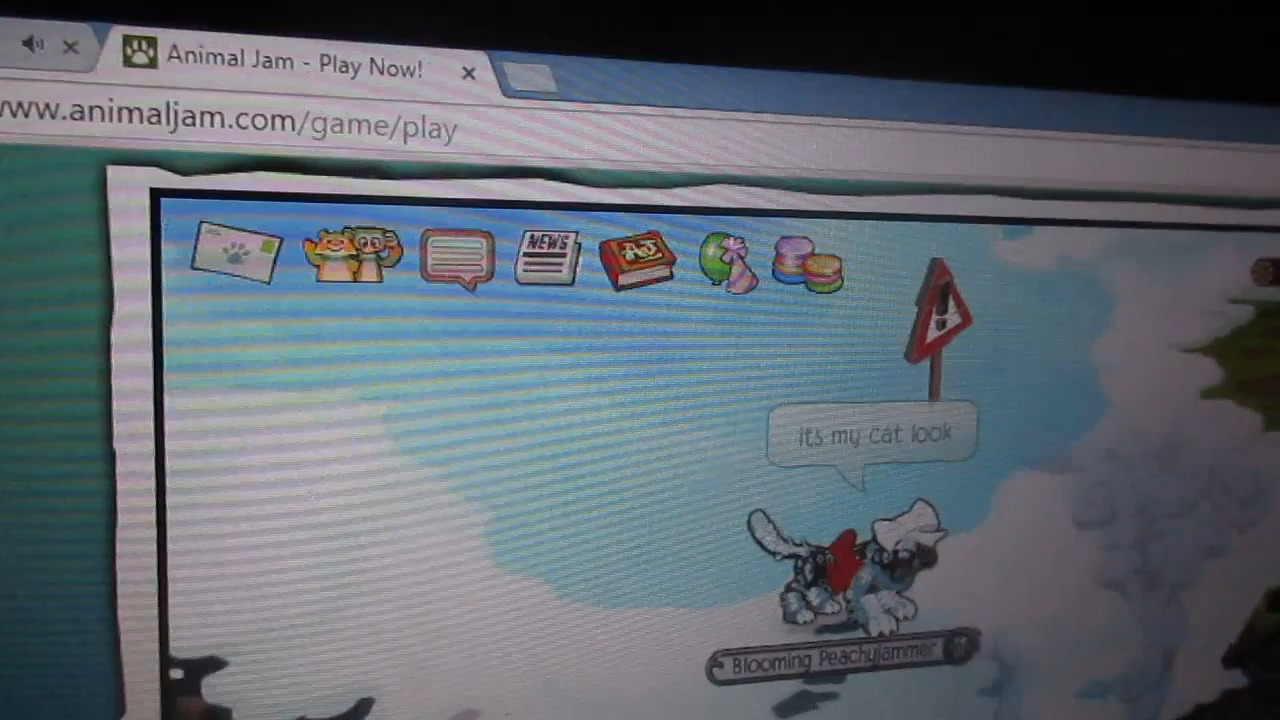 Animal Jam - Play Now!
www.animaljam.com/game/play
NEWS
AJ
!
its my cat look
Blooming Peachyjammer